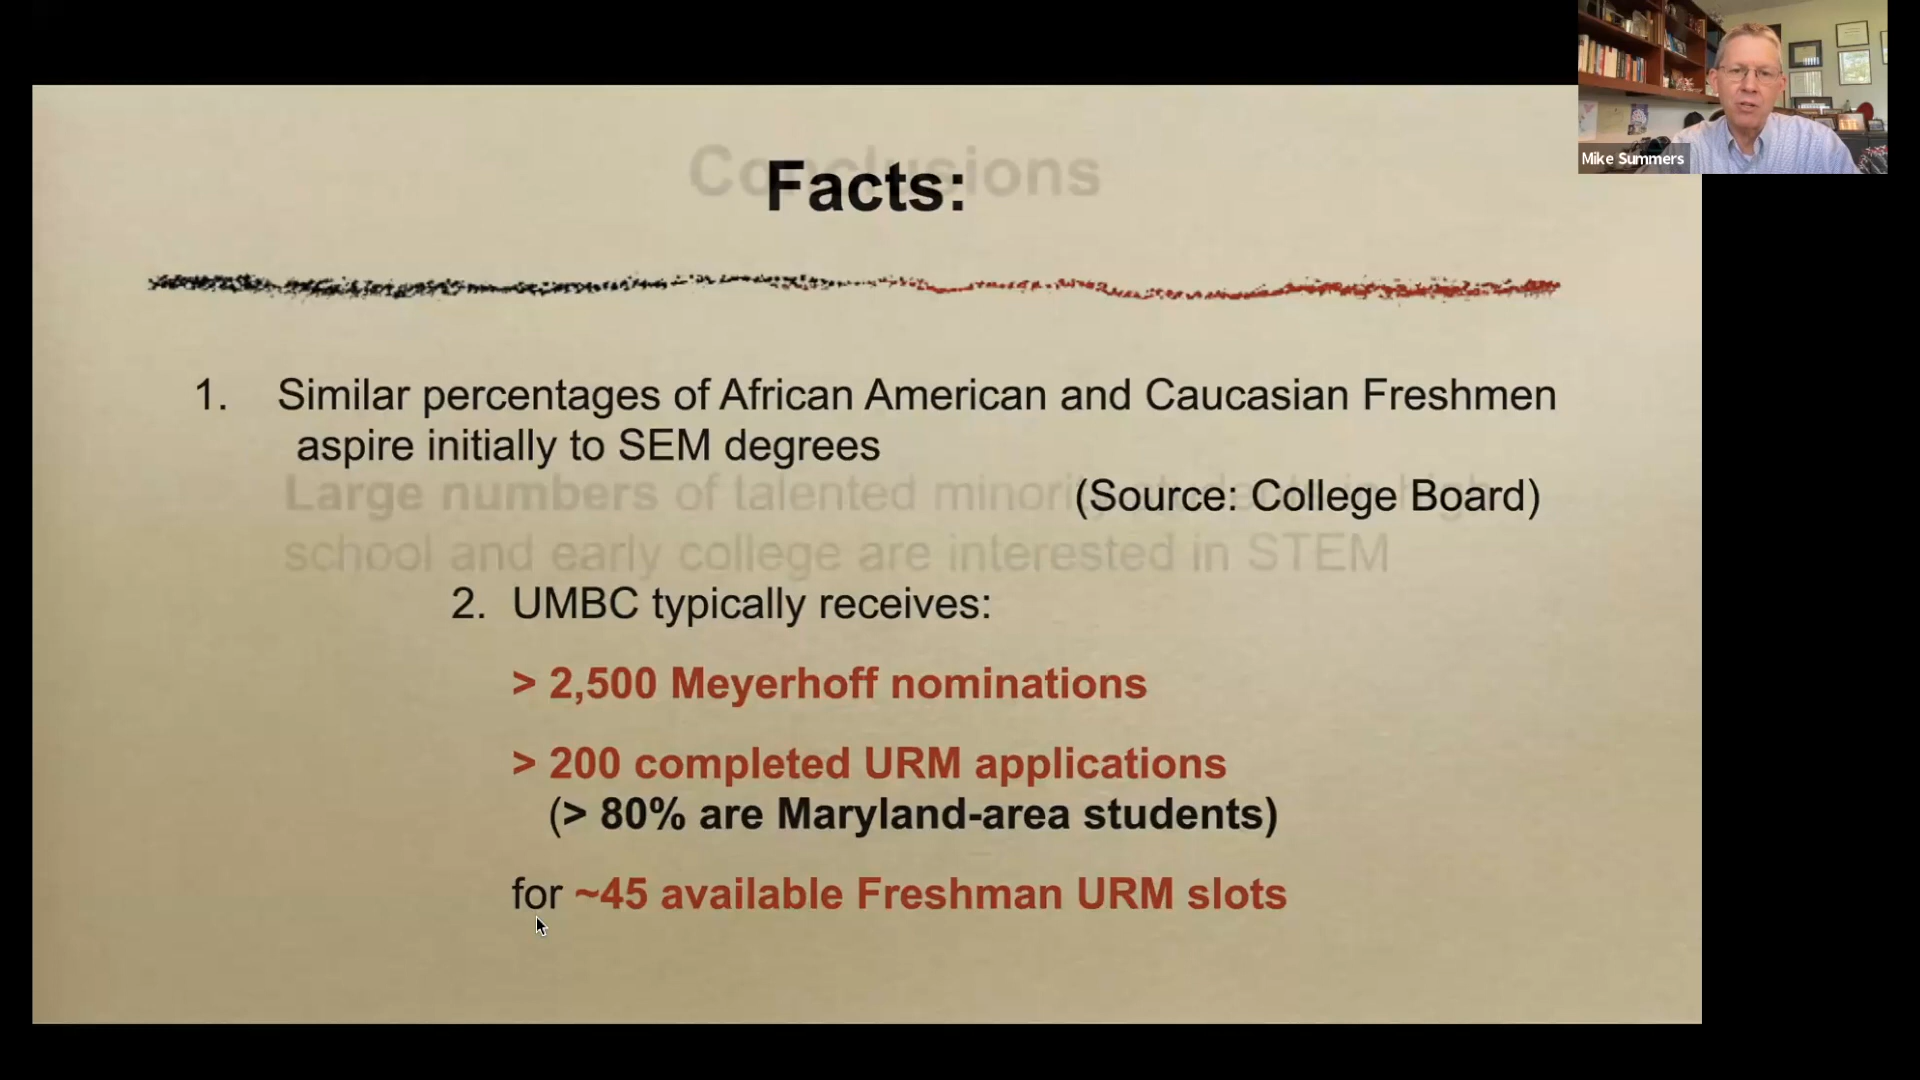 Mike Summers
Conclusions
Facts:
1. Similar percentages of African American and Caucasian Freshmen
aspire initially to SEM degrees
Large numbers of talented minority
(Source: College Board)
school and early college are interested in STEM
2. UMBC typically receives:
> 2,500 Meyerhoff nominations
> 200 completed URM applications
(> 80% are Maryland-area students)
for ~45 available Freshman URM slots